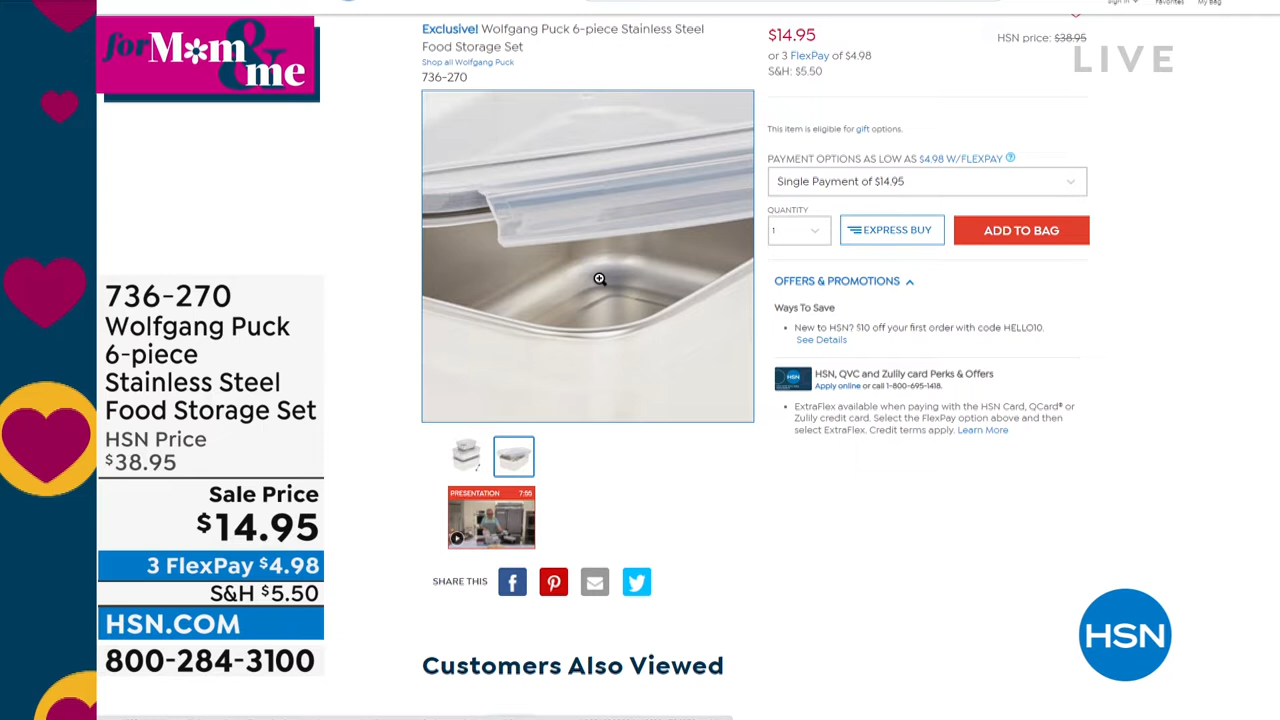 for Mom & me
736-270
Wolfgang Puck
6-piece
Stainless Steel
Food Storage Set
HSN Price
$38.95
Sale Price
$14.95
3 FlexPay $4.98
S&H $5.50
HSN.COM
800-284-3100
Sign In
Favorites
My Bag
Exclusive! Wolfgang Puck 6-piece Stainless Steel
Food Storage Set
Shop all Wolfgang Puck
736-270
$14.95
HSN price: $38.95
or 3 FlexPay of $4.98
S&H: $5.50
LIVE
This item is eligible for gift options.
PAYMENT OPTIONS AS LOW AS $4.98 W/FLEXPAY ?
Single Payment of $14.95
QUANTITY
1
EXPRESS BUY
ADD TO BAG
OFFERS & PROMOTIONS
Ways To Save
• New to HSN? $10 off your first order with code HELLO10.
See Details
HSN
HSN, QVC and Zulily card Perks & Offers
Apply online or call 1-800-695-1418.
• ExtraFlex available when paying with the HSN Card, QCard® or
Zulily credit card. Select the FlexPay option above and then
select ExtraFlex. Credit terms apply. Learn More
PRESENTATION 7:55
SHARE THIS
HSN
Customers Also Viewed